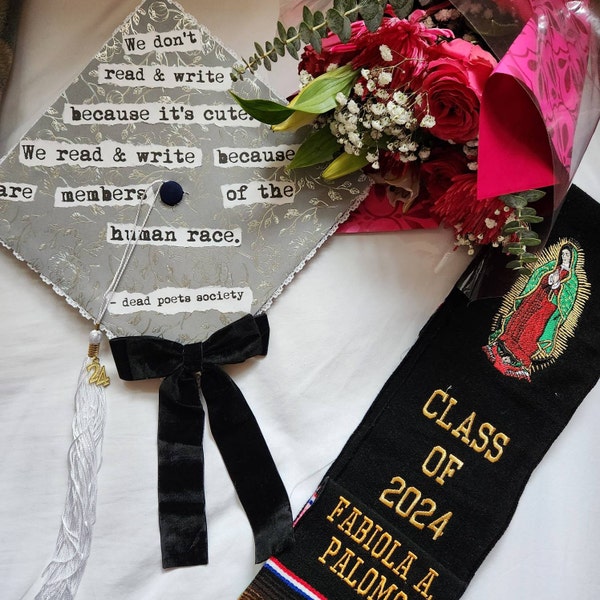 We don't
read & write
because it's cute.
We read & write because
are members of the
human race.
- dead poets society
24
CLASS
OF
2024
FABIOLA A.
PALOMO